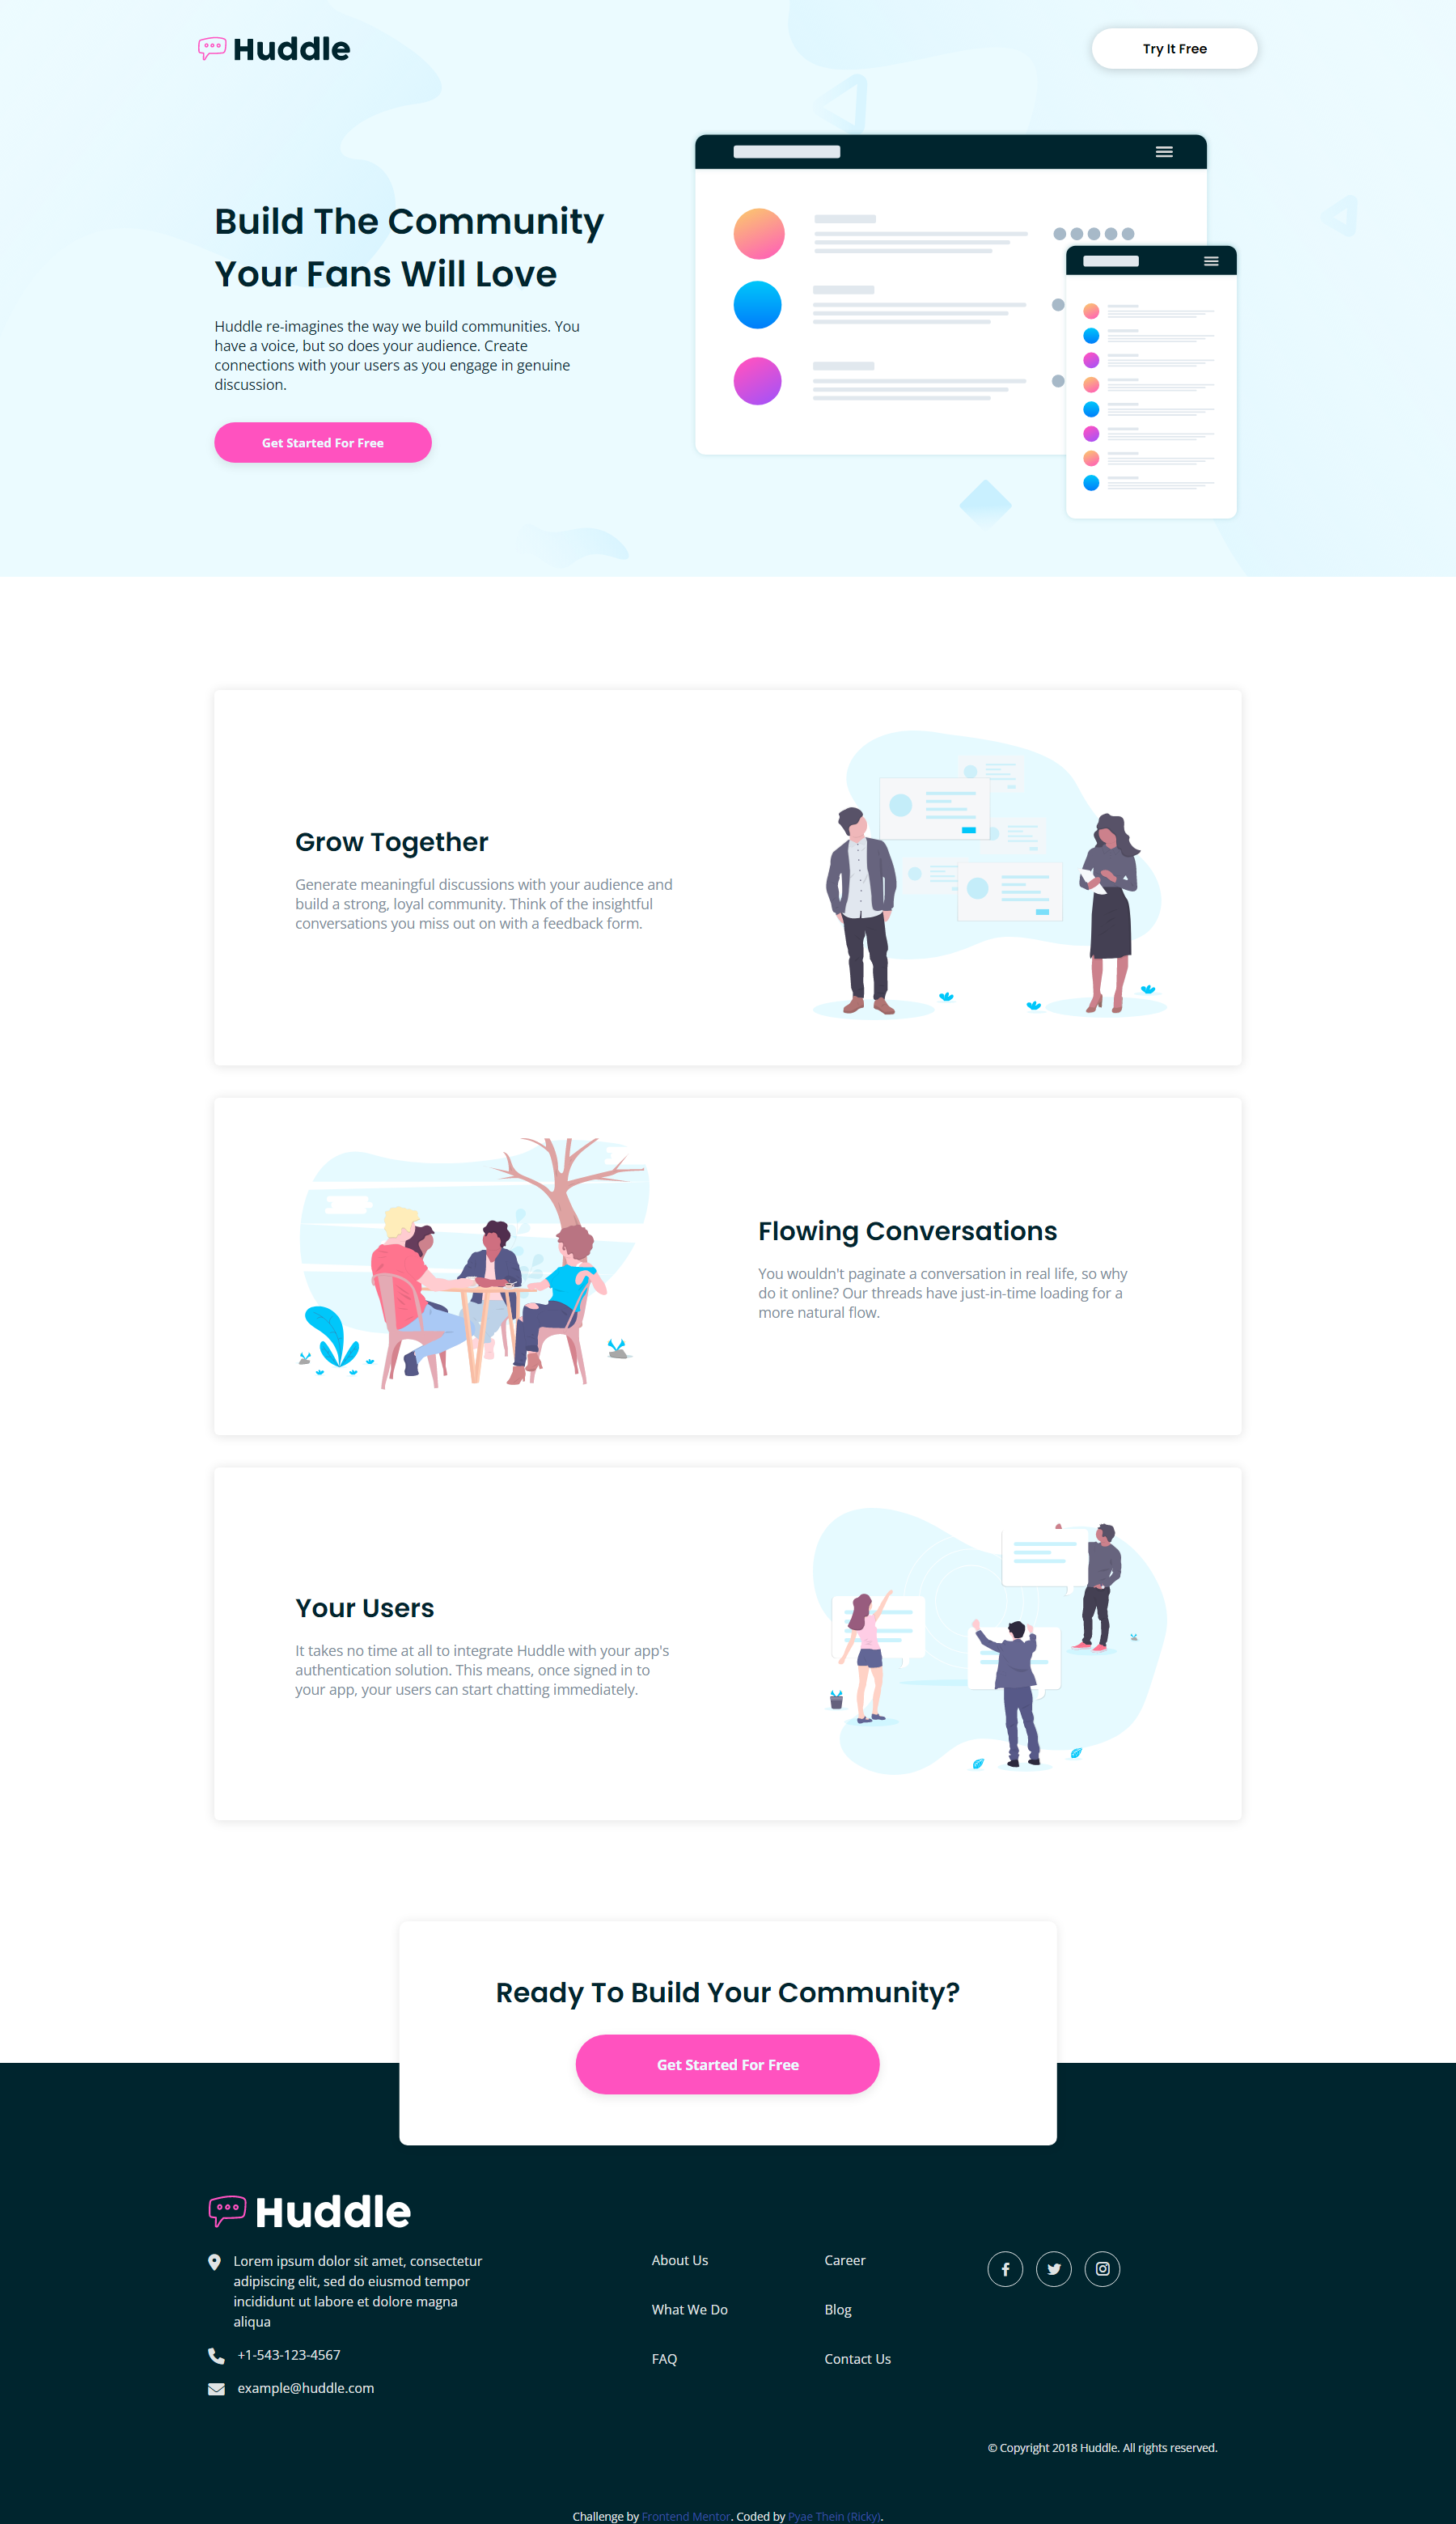 Huddle
Try It Free
Build The Community
Your Fans Will Love
Huddle re-imagines the way we build communities. You
have a voice, but so does your audience. Create
connections with your users as you engage in genuine
discussion.
Get Started For Free
Grow Together
Generate meaningful discussions with your audience and
build a strong, loyal community. Think of the insightful
conversations you miss out on with a feedback form.
Flowing Conversations
You wouldn't paginate a conversation in real life, so why
do it online? Our threads have just-in-time loading for a
more natural flow.
Your Users
It takes no time at all to integrate Huddle with your app's
authentication solution. This means, once signed in to
your app, your users can start chatting immediately.
Ready To Build Your Community?
Get Started For Free
Huddle
Lorem ipsum dolor sit amet, consectetur
adipiscing elit, sed do eiusmod tempor
incididunt ut labore et dolore magna
aliqua
+1-543-123-4567
example@huddle.com
About Us
What We Do
FAQ
Career
Blog
Contact Us
© Copyright 2018 Huddle. All rights reserved.
Challenge by Frontend Mentor. Coded by Pyae Thein (Ricky).